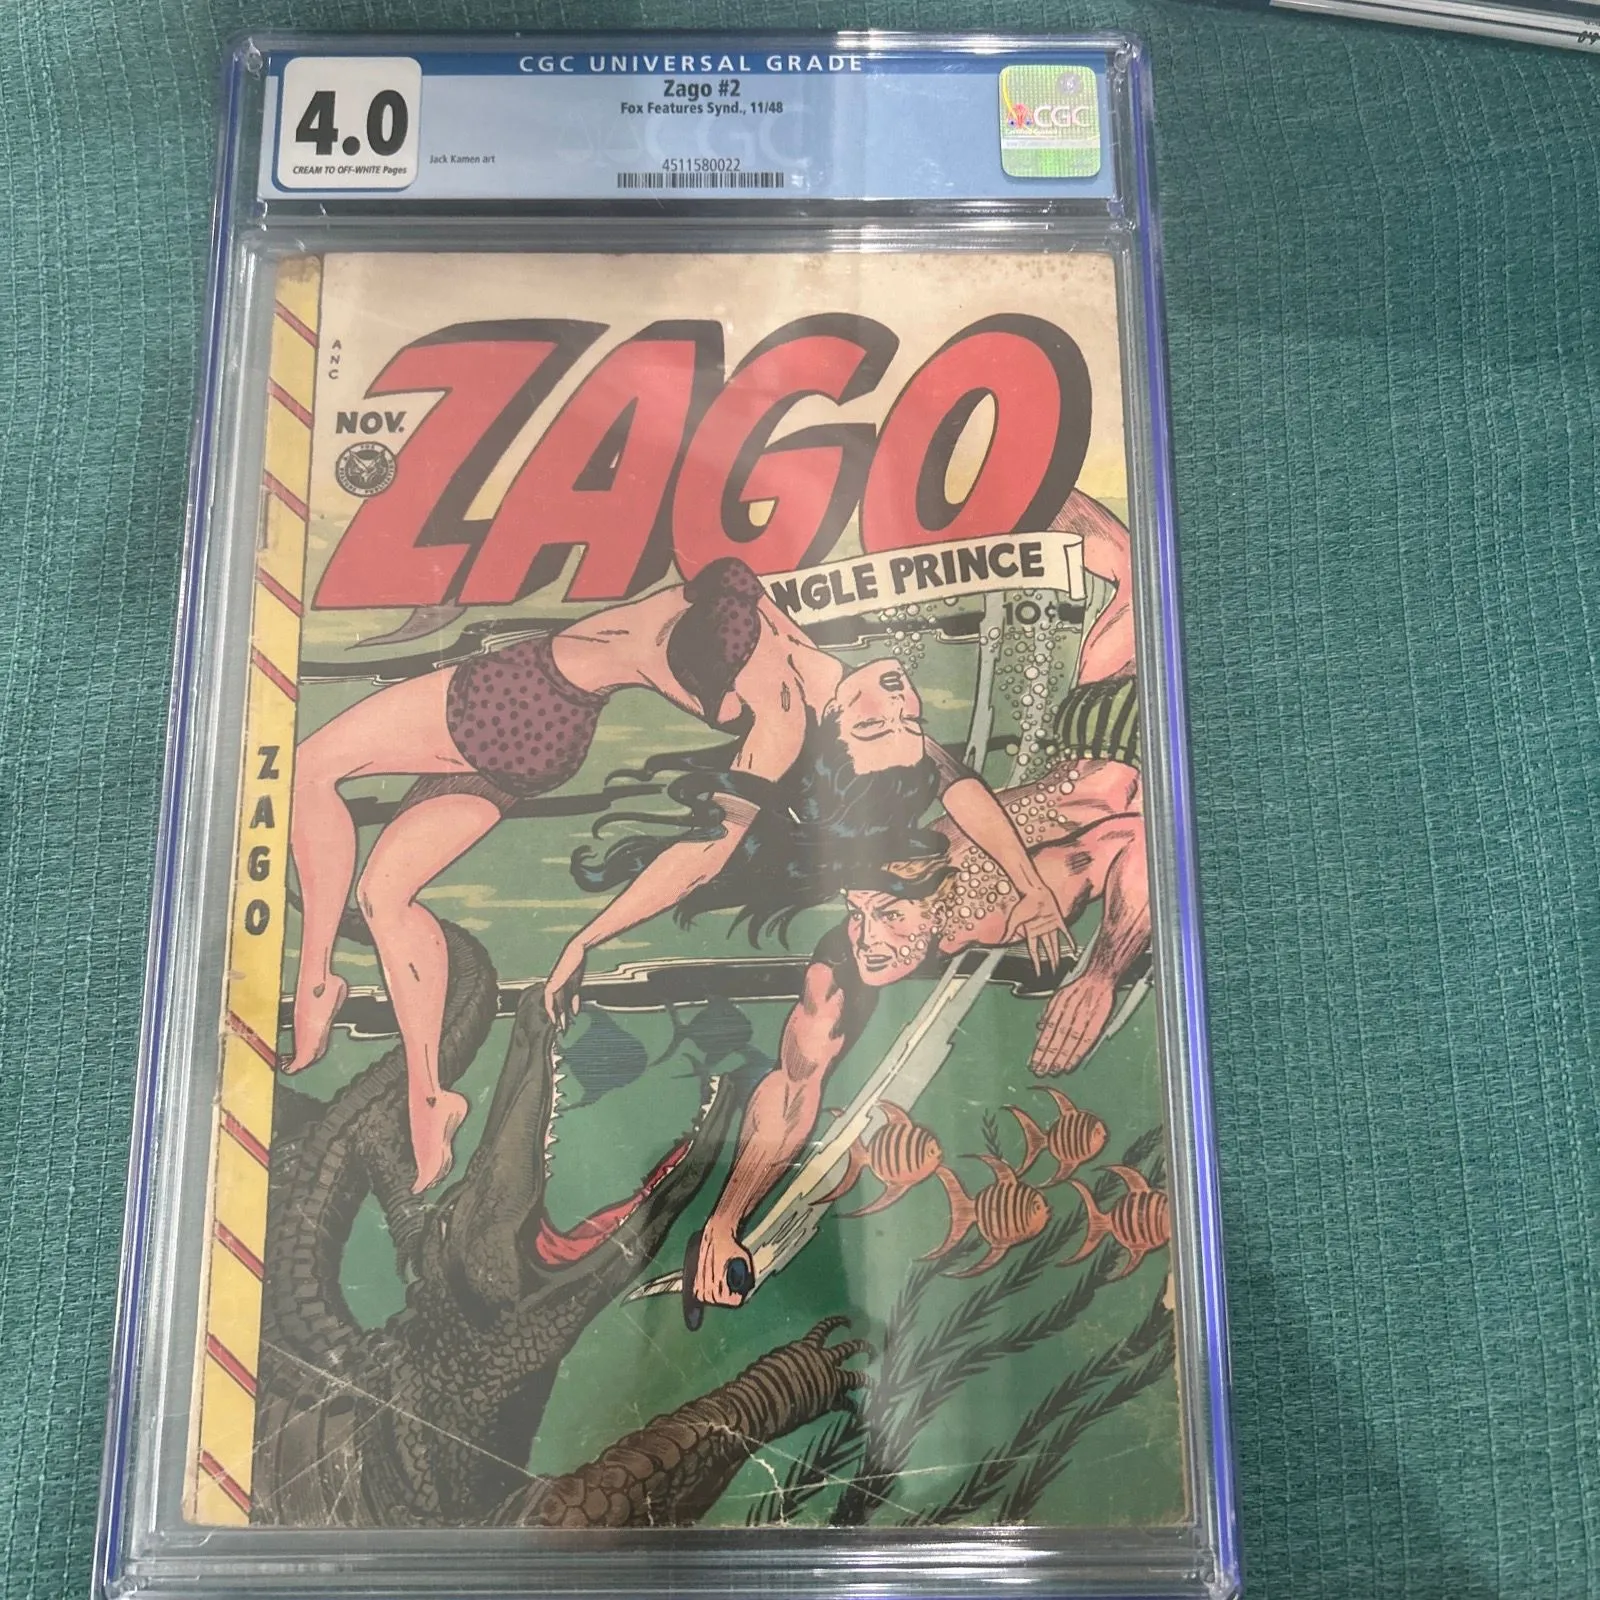 CGC UNIVERSAL GRADE
4.0
CREAM TO OFF-WHITE Pages
Zago #2
Fox Features Synd., 11/48
Jack Kamen art
4511580022
CGC
ANC
NOV.
ZAGO
NGLE PRINCE
10¢
ZAGO